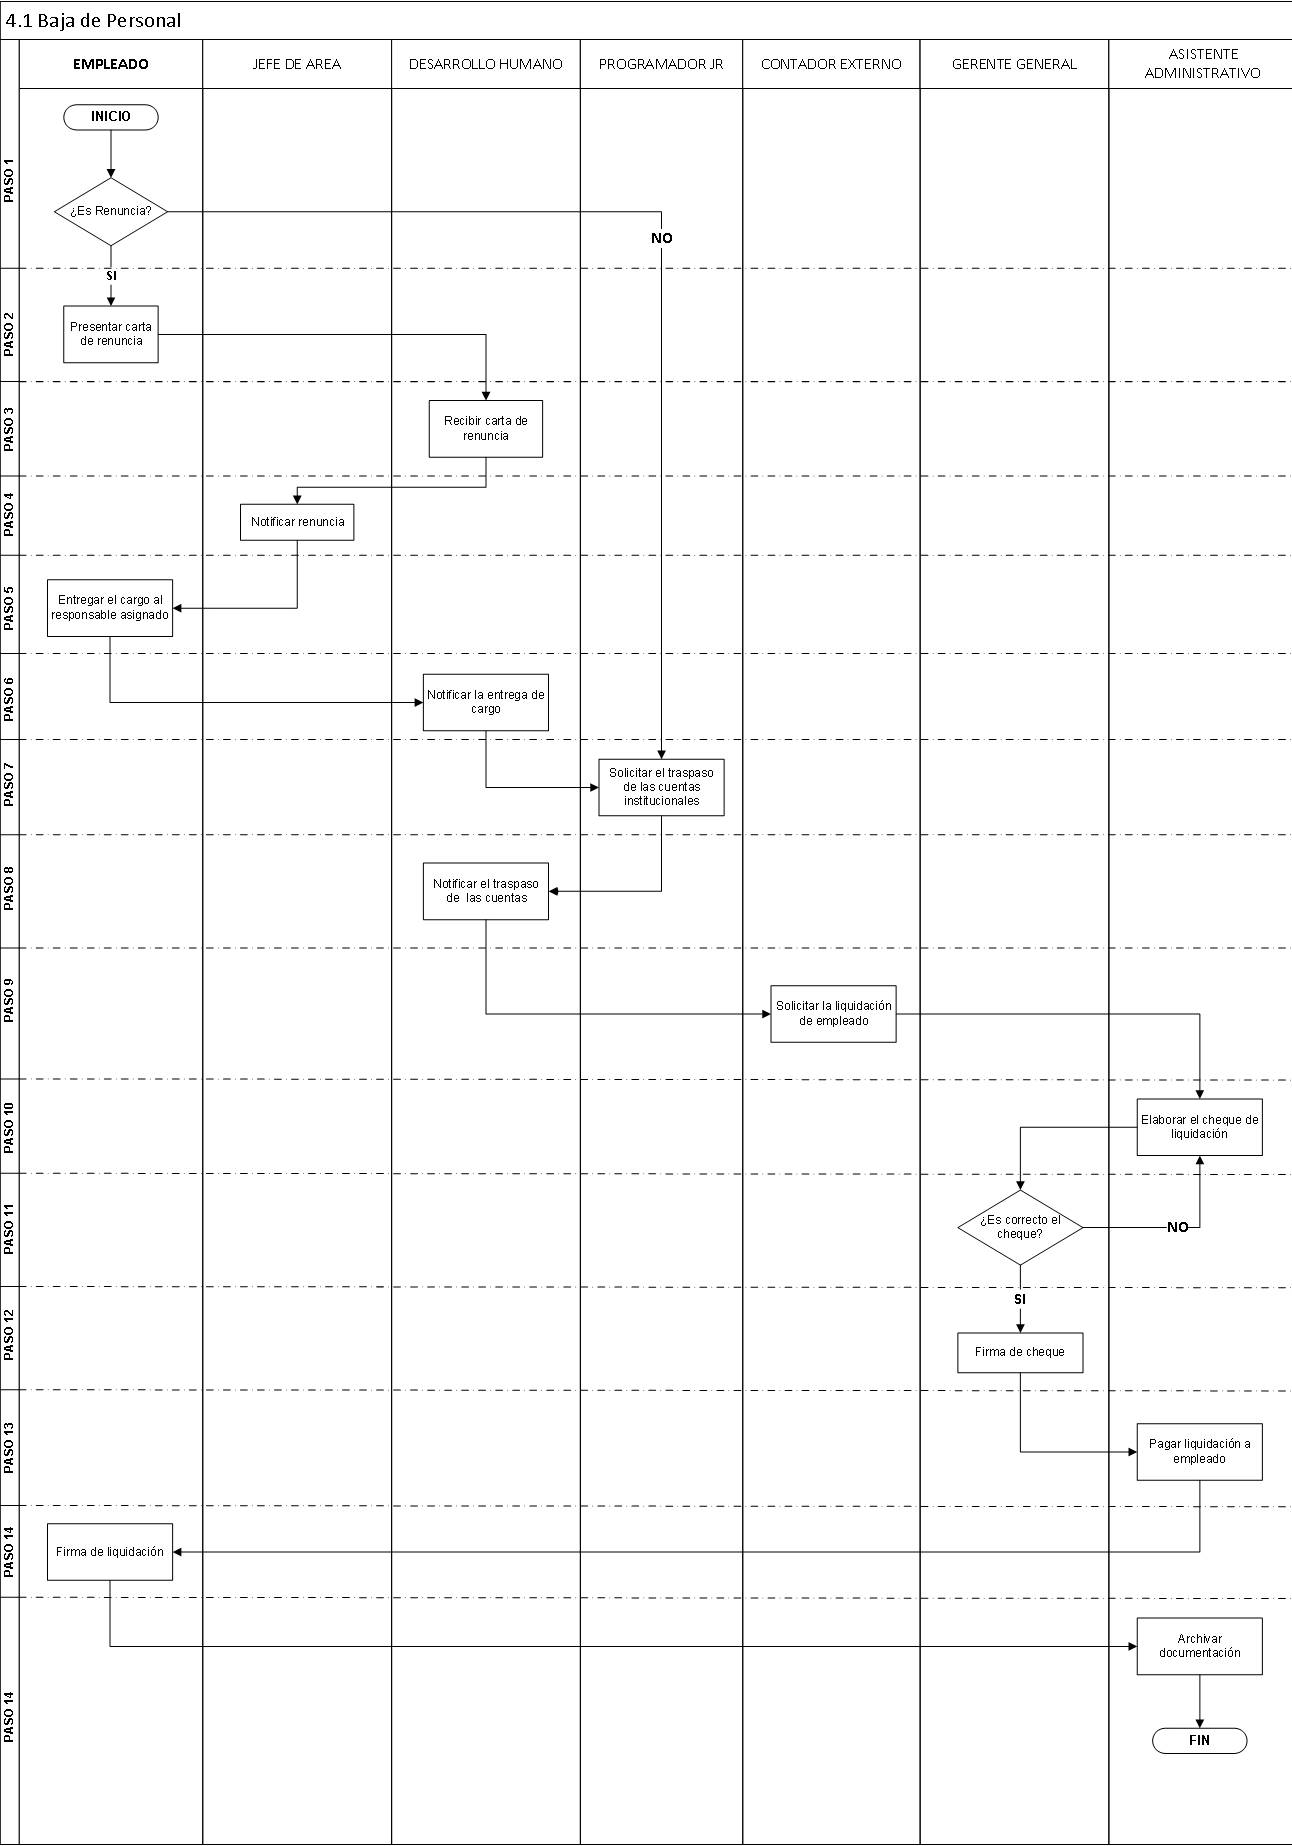 4.1 Baja de Personal
EMPLEADO
JEFE DE AREA
DESARROLLO HUMANO
PROGRAMADOR JR
CONTADOR EXTERNO
GERENTE GENERAL
ASISTENTE
ADMINISTRATIVO
PASO 1
INICIO
¿Es Renuncia?
NO
SI
PASO 2
Presentar carta
de renuncia
PASO 3
Recibir carta de
renuncia
PASO 4
Notificar renuncia
PASO 5
Entregar el cargo al
responsable asignado
PASO 6
Notificar la entrega de
cargo
PASO 7
Solicitar el traspaso
de las cuentas
institucionales
PASO 8
Notificar el traspaso
de las cuentas
PASO 9
Solicitar la liquidación
de empleado
PASO 10
Elaborar el cheque de
liquidación
PASO 11
¿Es correcto el
cheque?
NO
SI
PASO 12
Firma de cheque
PASO 13
Pagar liquidación a
empleado
PASO 14
Firma de liquidación
PASO 14
Archivar
documentación
FIN